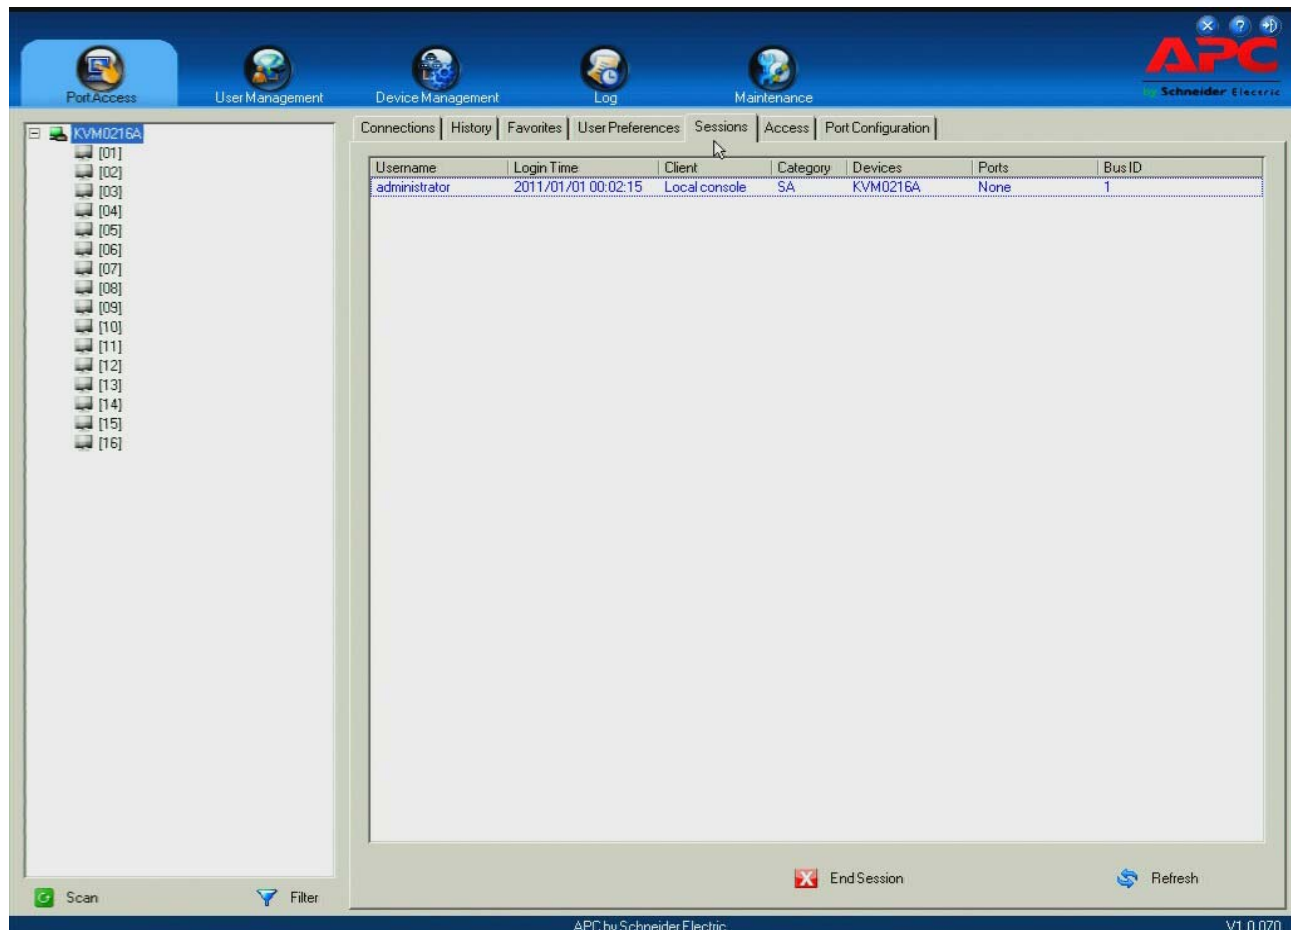 APC
by Schneider Electric
Port Access
User Management
Device Management
Log
Maintenance
KVM0216A
[01]
[02]
[03]
[04]
[05]
[06]
[07]
[08]
[09]
[10]
[11]
[12]
[13]
[14]
[15]
[16]
Scan
Filter
Connections History Favorites User Preferences Sessions Access Port Configuration
Username Login Time Client Category Devices Ports Bus ID
administrator 2011/01/01 00:02:15 Local console SA KVM0216A None 1
End Session
Refresh
APC by Schneider Electric
V1.0.070